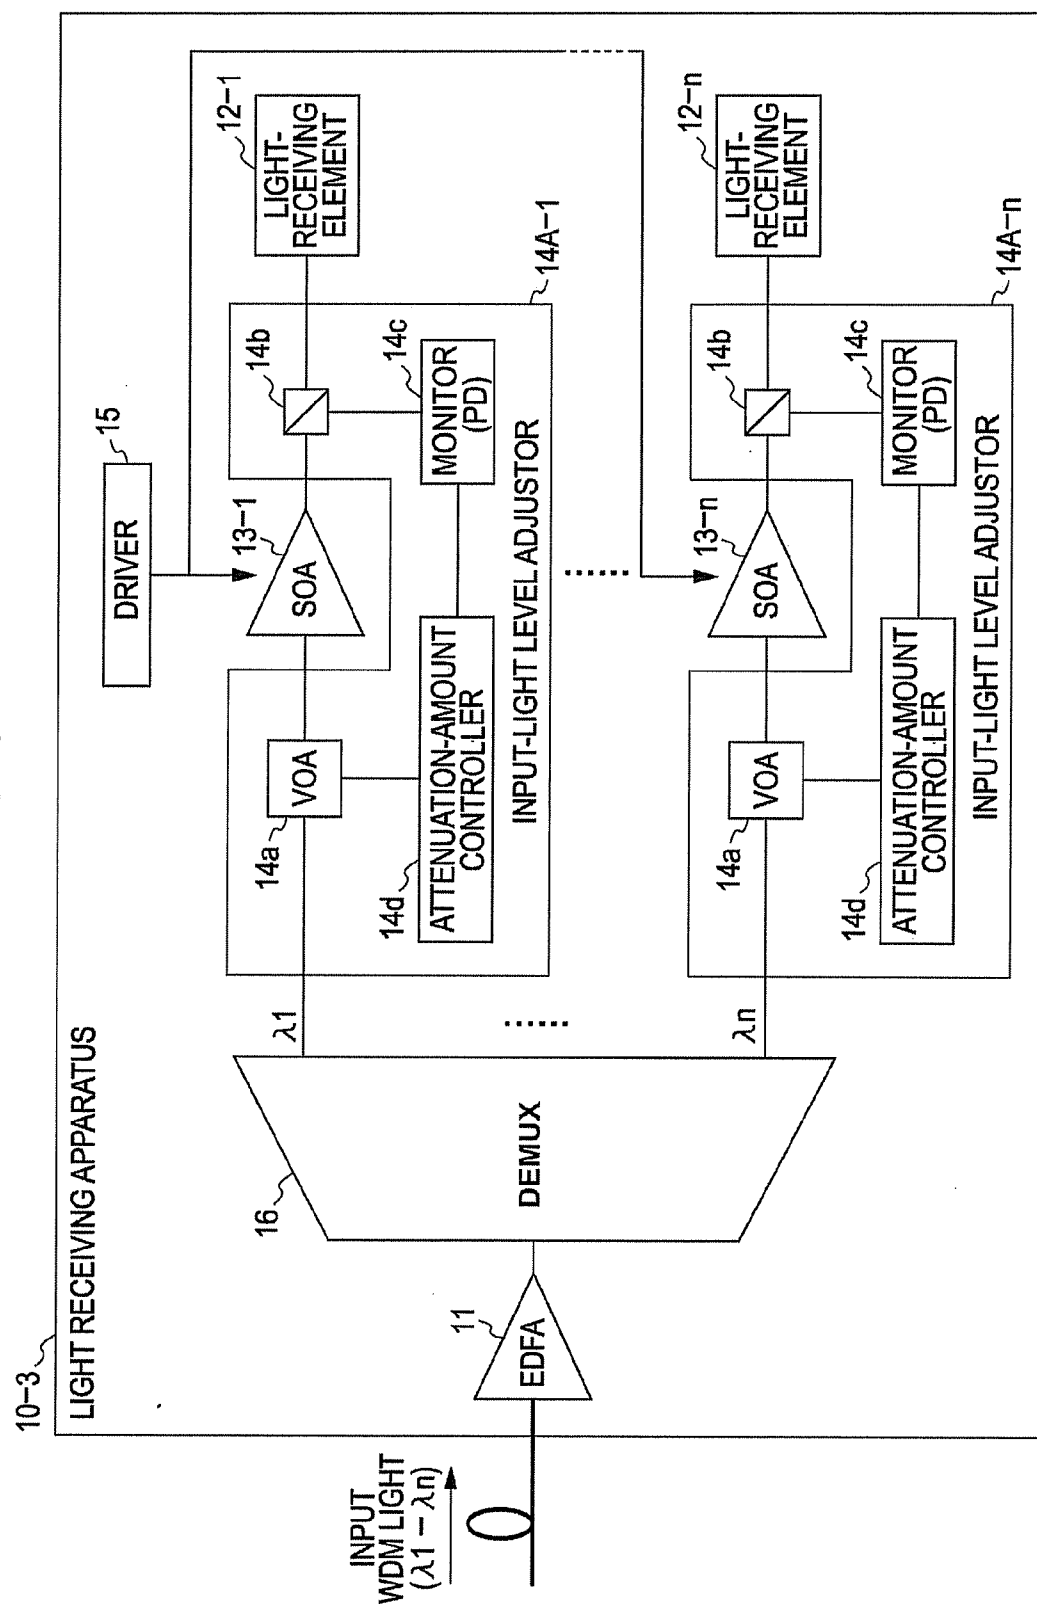 10-3
LIGHT RECEIVING APPARATUS
INPUT
WDM LIGHT
(λ1 – λn)
11
EDFA
16
DEMUX
λ1
λn
DRIVER
15
14a
VOA
13-1
SOA
14b
12-1
LIGHT-
RECEIVING
ELEMENT
14d
ATTENUATION-AMOUNT
CONTROLLER
14c
MONITOR
(PD)
INPUT-LIGHT LEVEL ADJUSTOR
14A-1
14a
VOA
13-n
SOA
14b
12-n
LIGHT-
RECEIVING
ELEMENT
14d
ATTENUATION-AMOUNT
CONTROLLER
14c
MONITOR
(PD)
INPUT-LIGHT LEVEL ADJUSTOR
14A-n